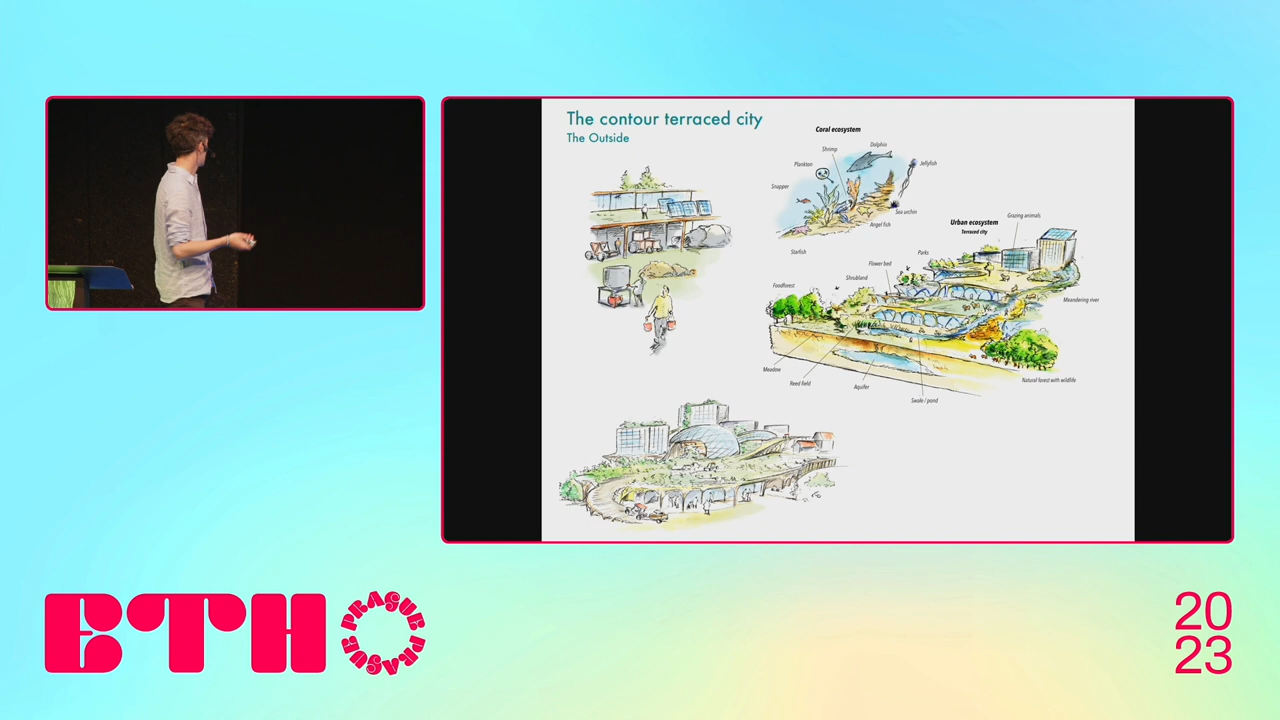 The contour terraced city
The Outside
Coral ecosystem
Shrimp
Dolphin
Plankton
Jellyfish
Snapper
Sea urchin
Angel fish
Starfish
Urban ecosystem
Terraced city
Grazing animals
Parks
Flower bed
Shrubland
Foodforest
Meandering river
Meadow
Reed field
Aquifer
Swale / pond
Natural forest with wildlife
ETH
PRAGUE PRAGUE
20
23